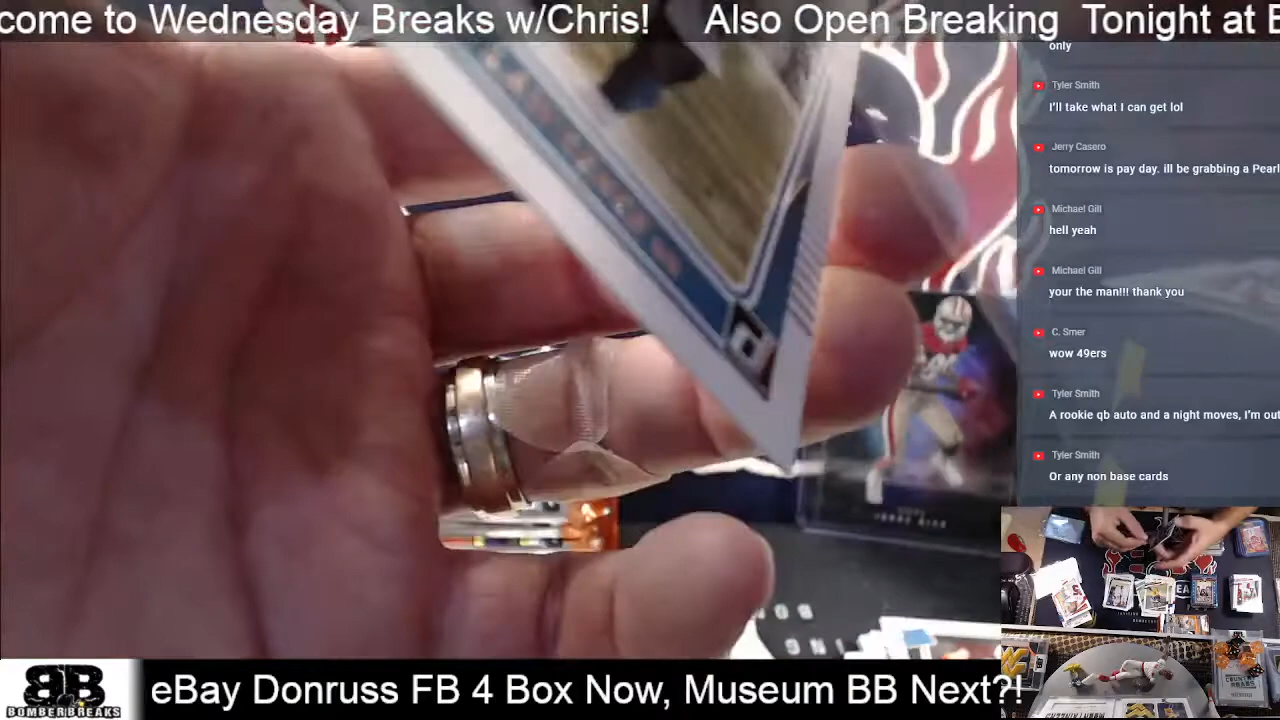 come to Wednesday Breaks w/Chris! Also Open Breaking Tonight at E
only
Tyler Smith
I'll take what I can get lol
Jerry Casero
tomorrow is pay day. ill be grabbing a Pearl
Michael Gill
hell yeah
Michael Gill
your the man!!! thank you
C. Smer
wow 49ers
Tyler Smith
A rookie qb auto and a night moves, I'm ou
Tyler Smith
Or any non base cards
JERRY RICE
BB
BOMBERBREAKS
eBay Donruss FB 4 Box Now, Museum BB Next?!